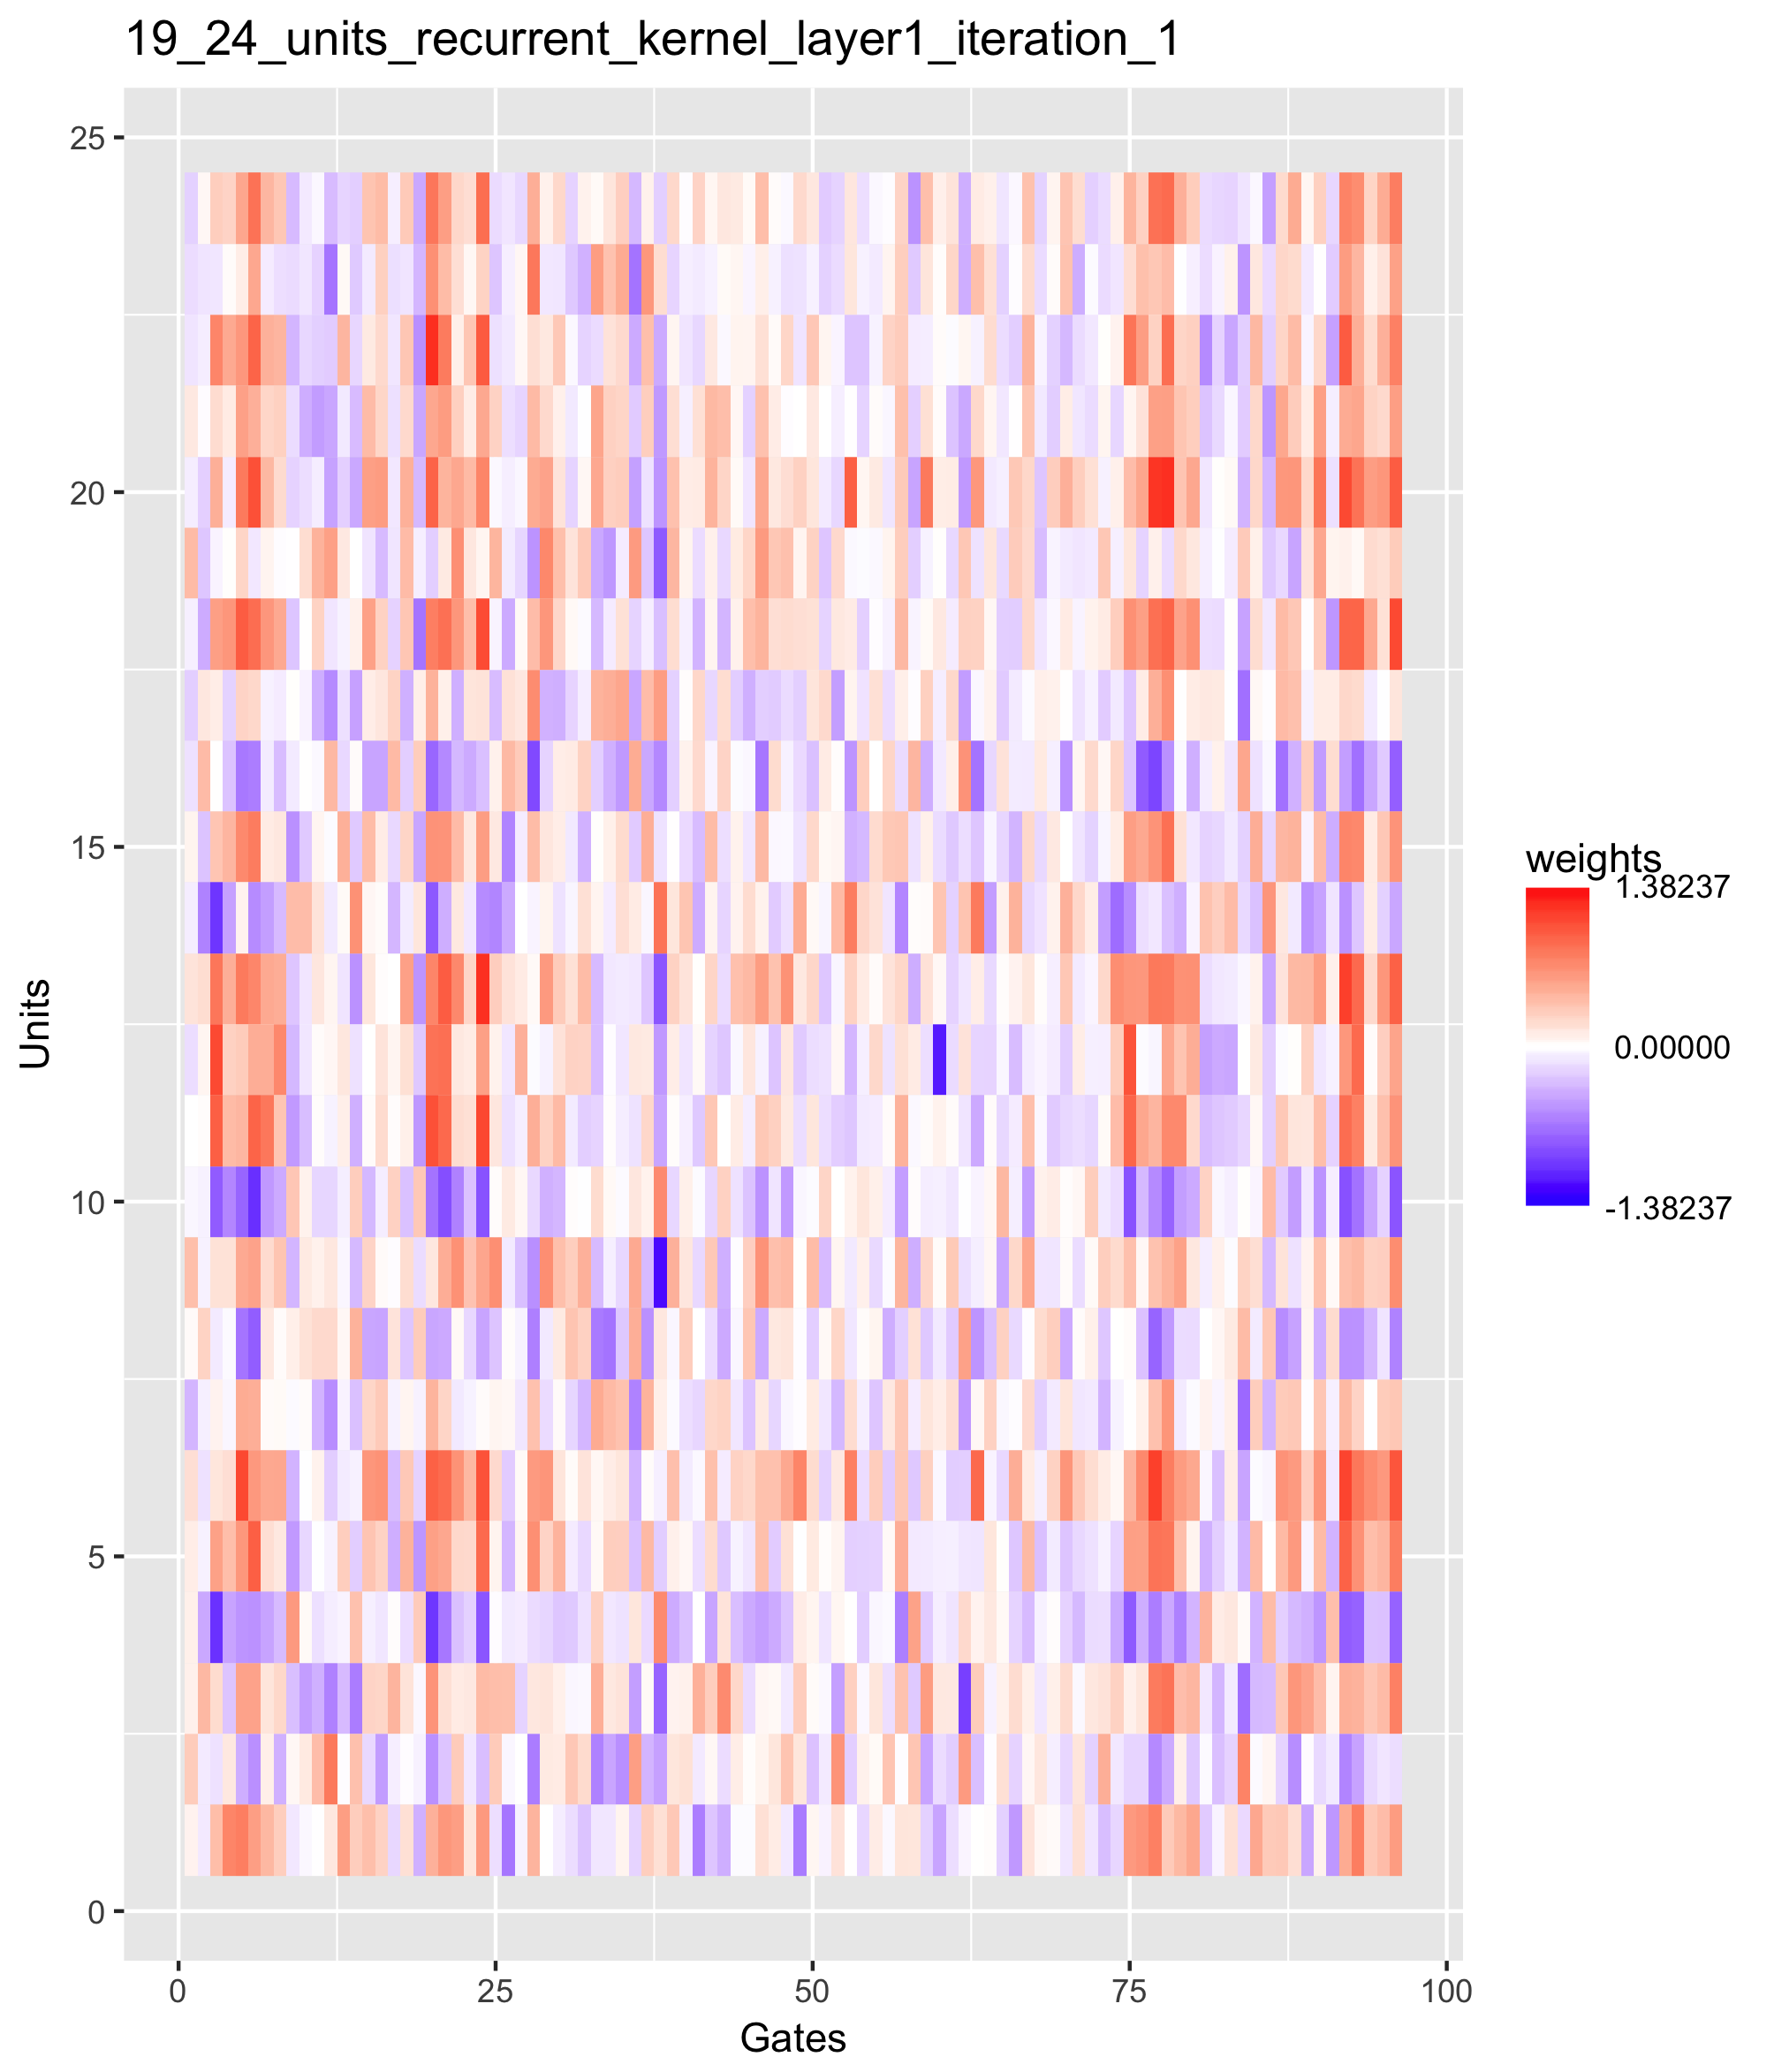 19_24_units_recurrent_kernel_layer1_iteration_1
25
20
15
10
5
0
Units
0 25 50 75 100
Gates
weights
1.38237
0.00000
-1.38237